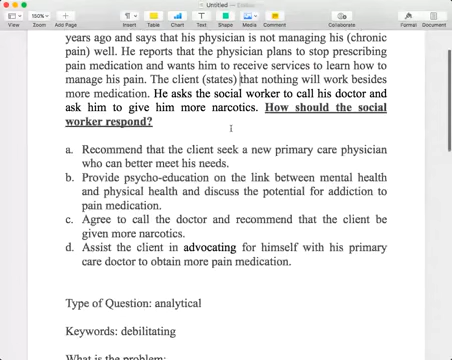 Untitled — Edited
150%
View
Zoom
Add Page
Insert
Table
Chart
Text
Shape
Media
Comment
Collaborate
Format
Document
years ago and says that his physician is not managing his (chronic
pain) well. He reports that the physician plans to stop prescribing
pain medication and wants him to receive services to learn how to
manage his pain. The client (states) that nothing will work besides
more medication. He asks the social worker to call his doctor and
ask him to give him more narcotics. How should the social
worker respond?
a. Recommend that the client seek a new primary care physician
who can better meet his needs.
b. Provide psycho-education on the link between mental health
and physical health and discuss the potential for addiction to
pain medication.
c. Agree to call the doctor and recommend that the client be
given more narcotics.
d. Assist the client in advocating for himself with his primary
care doctor to obtain more pain medication.
Type of Question: analytical
Keywords: debilitating
What is the problem: